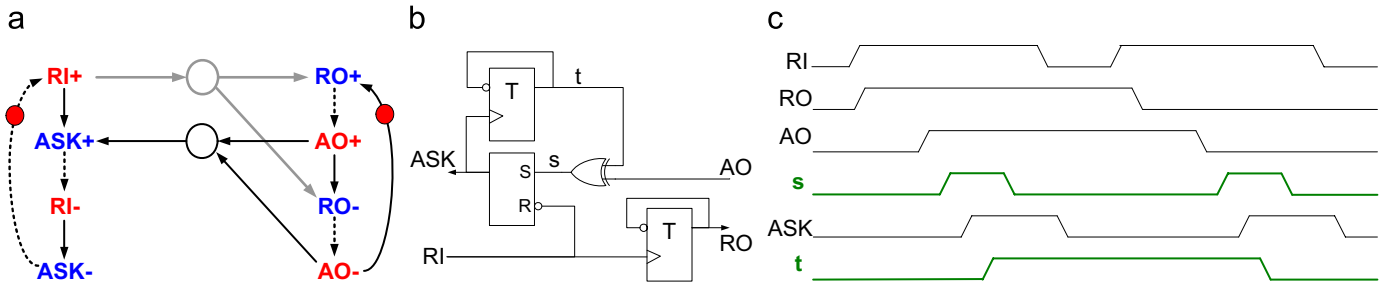 a
RI+
RO+
ASK+
AO+
RI-
RO-
ASK-
AO-
b
T
t
ASK
s
S
R
AO
T
RI
RO
c
RI
RO
AO
s
ASK
t